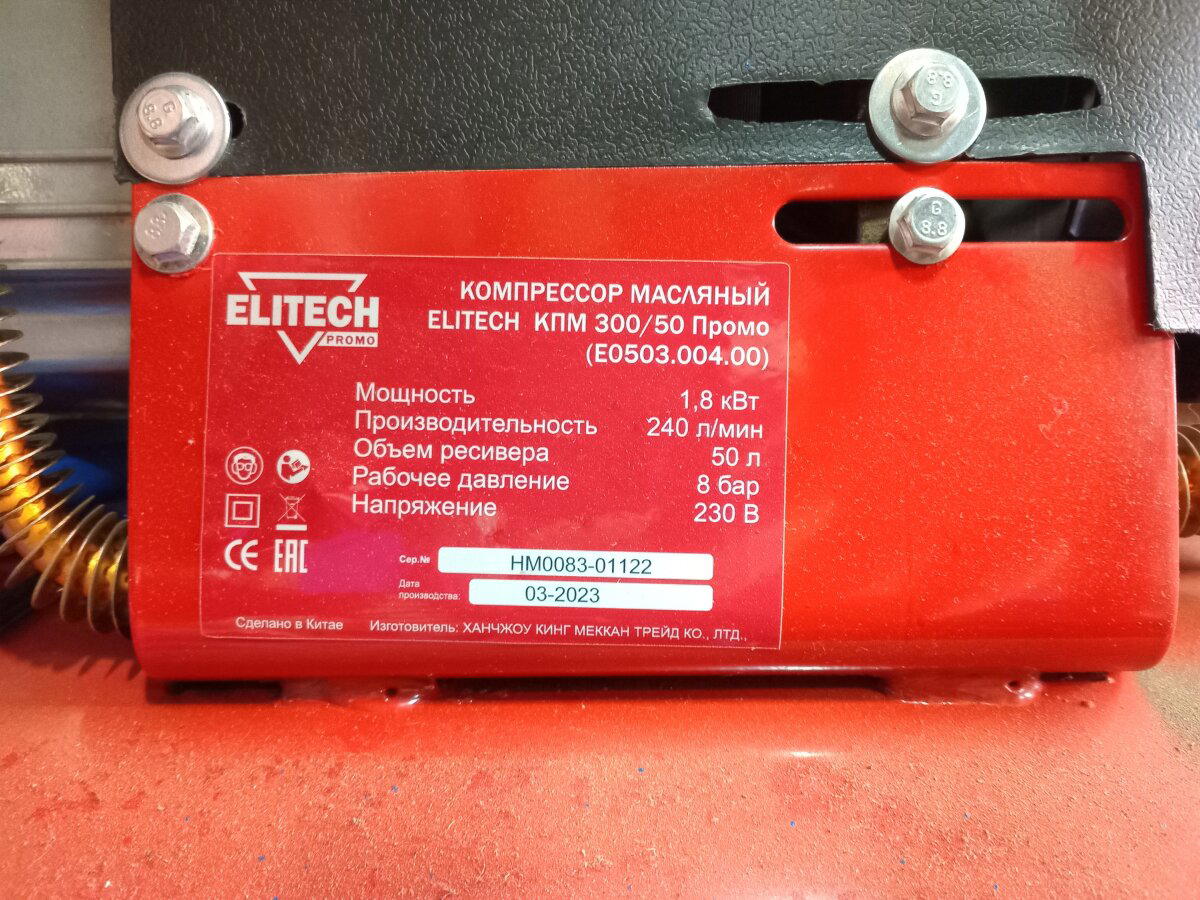 8.8 G
8.8 G
8.8
G 8.8
ELITECH
PROMO
КОМПРЕССОР МАСЛЯНЫЙ
ELITECH КПМ 300/50 Промо
(E0503.004.00)
Мощность 1,8 кВт
Производительность 240 л/мин
Объем ресивера 50 л
Рабочее давление 8 бар
Напряжение 230 В
CE EAC
Сер.№ HM0083-01122
Дата
производства: 03-2023
Сделано в Китае Изготовитель: ХАНЧЖОУ КИНГ МЕККАН ТРЕЙД КО., ЛТД.,